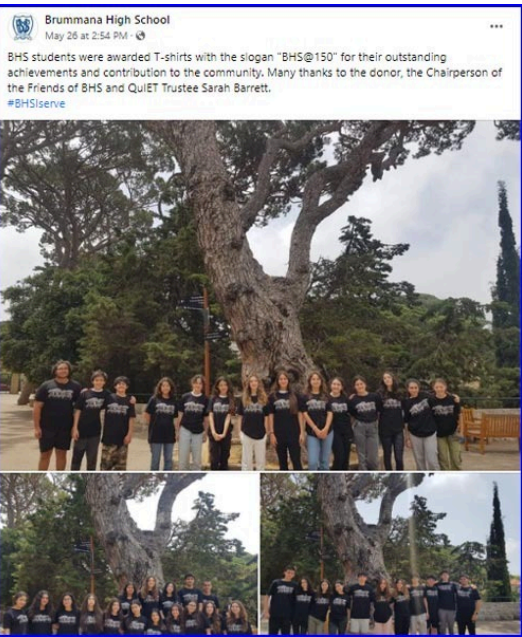 Brummana High School
May 26 at 2:54 PM ·
BHS students were awarded T-shirts with the slogan "BHS@150" for their outstanding
achievements and contribution to the community. Many thanks to the donor, the Chairperson of
the Friends of BHS and QuIET Trustee Sarah Barrett.
#BHSIserve